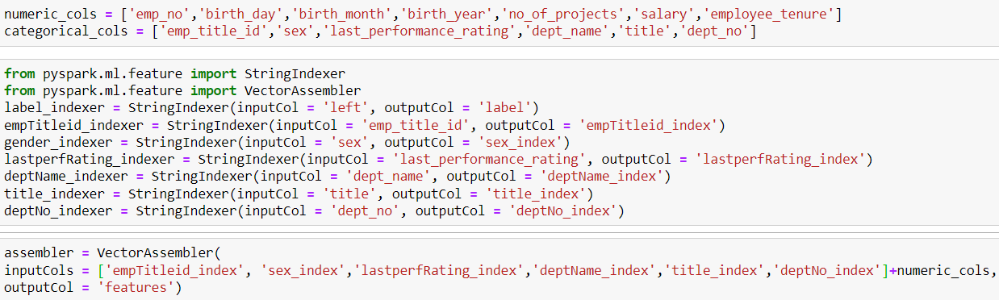 numeric_cols = ['emp_no','birth_day','birth_month','birth_year','no_of_projects','salary','employee_tenure']
categorical_cols = ['emp_title_id','sex','last_performance_rating','dept_name','title','dept_no']
from pyspark.ml.feature import StringIndexer
from pyspark.ml.feature import VectorAssembler
label_indexer = StringIndexer(inputCol = 'left', outputCol = 'label')
empTitleid_indexer = StringIndexer(inputCol = 'emp_title_id', outputCol = 'empTitleid_index')
gender_indexer = StringIndexer(inputCol = 'sex', outputCol = 'sex_index')
lastperfRating_indexer = StringIndexer(inputCol = 'last_performance_rating', outputCol = 'lastperfRating_index')
deptName_indexer = StringIndexer(inputCol = 'dept_name', outputCol = 'deptName_index')
title_indexer = StringIndexer(inputCol = 'title', outputCol = 'title_index')
deptNo_indexer = StringIndexer(inputCol = 'dept_no', outputCol = 'deptNo_index')
assembler = VectorAssembler(
inputCols = ['empTitleid_index', 'sex_index','lastperfRating_index','deptName_index','title_index','deptNo_index']+numeric_cols,
outputCol = 'features')